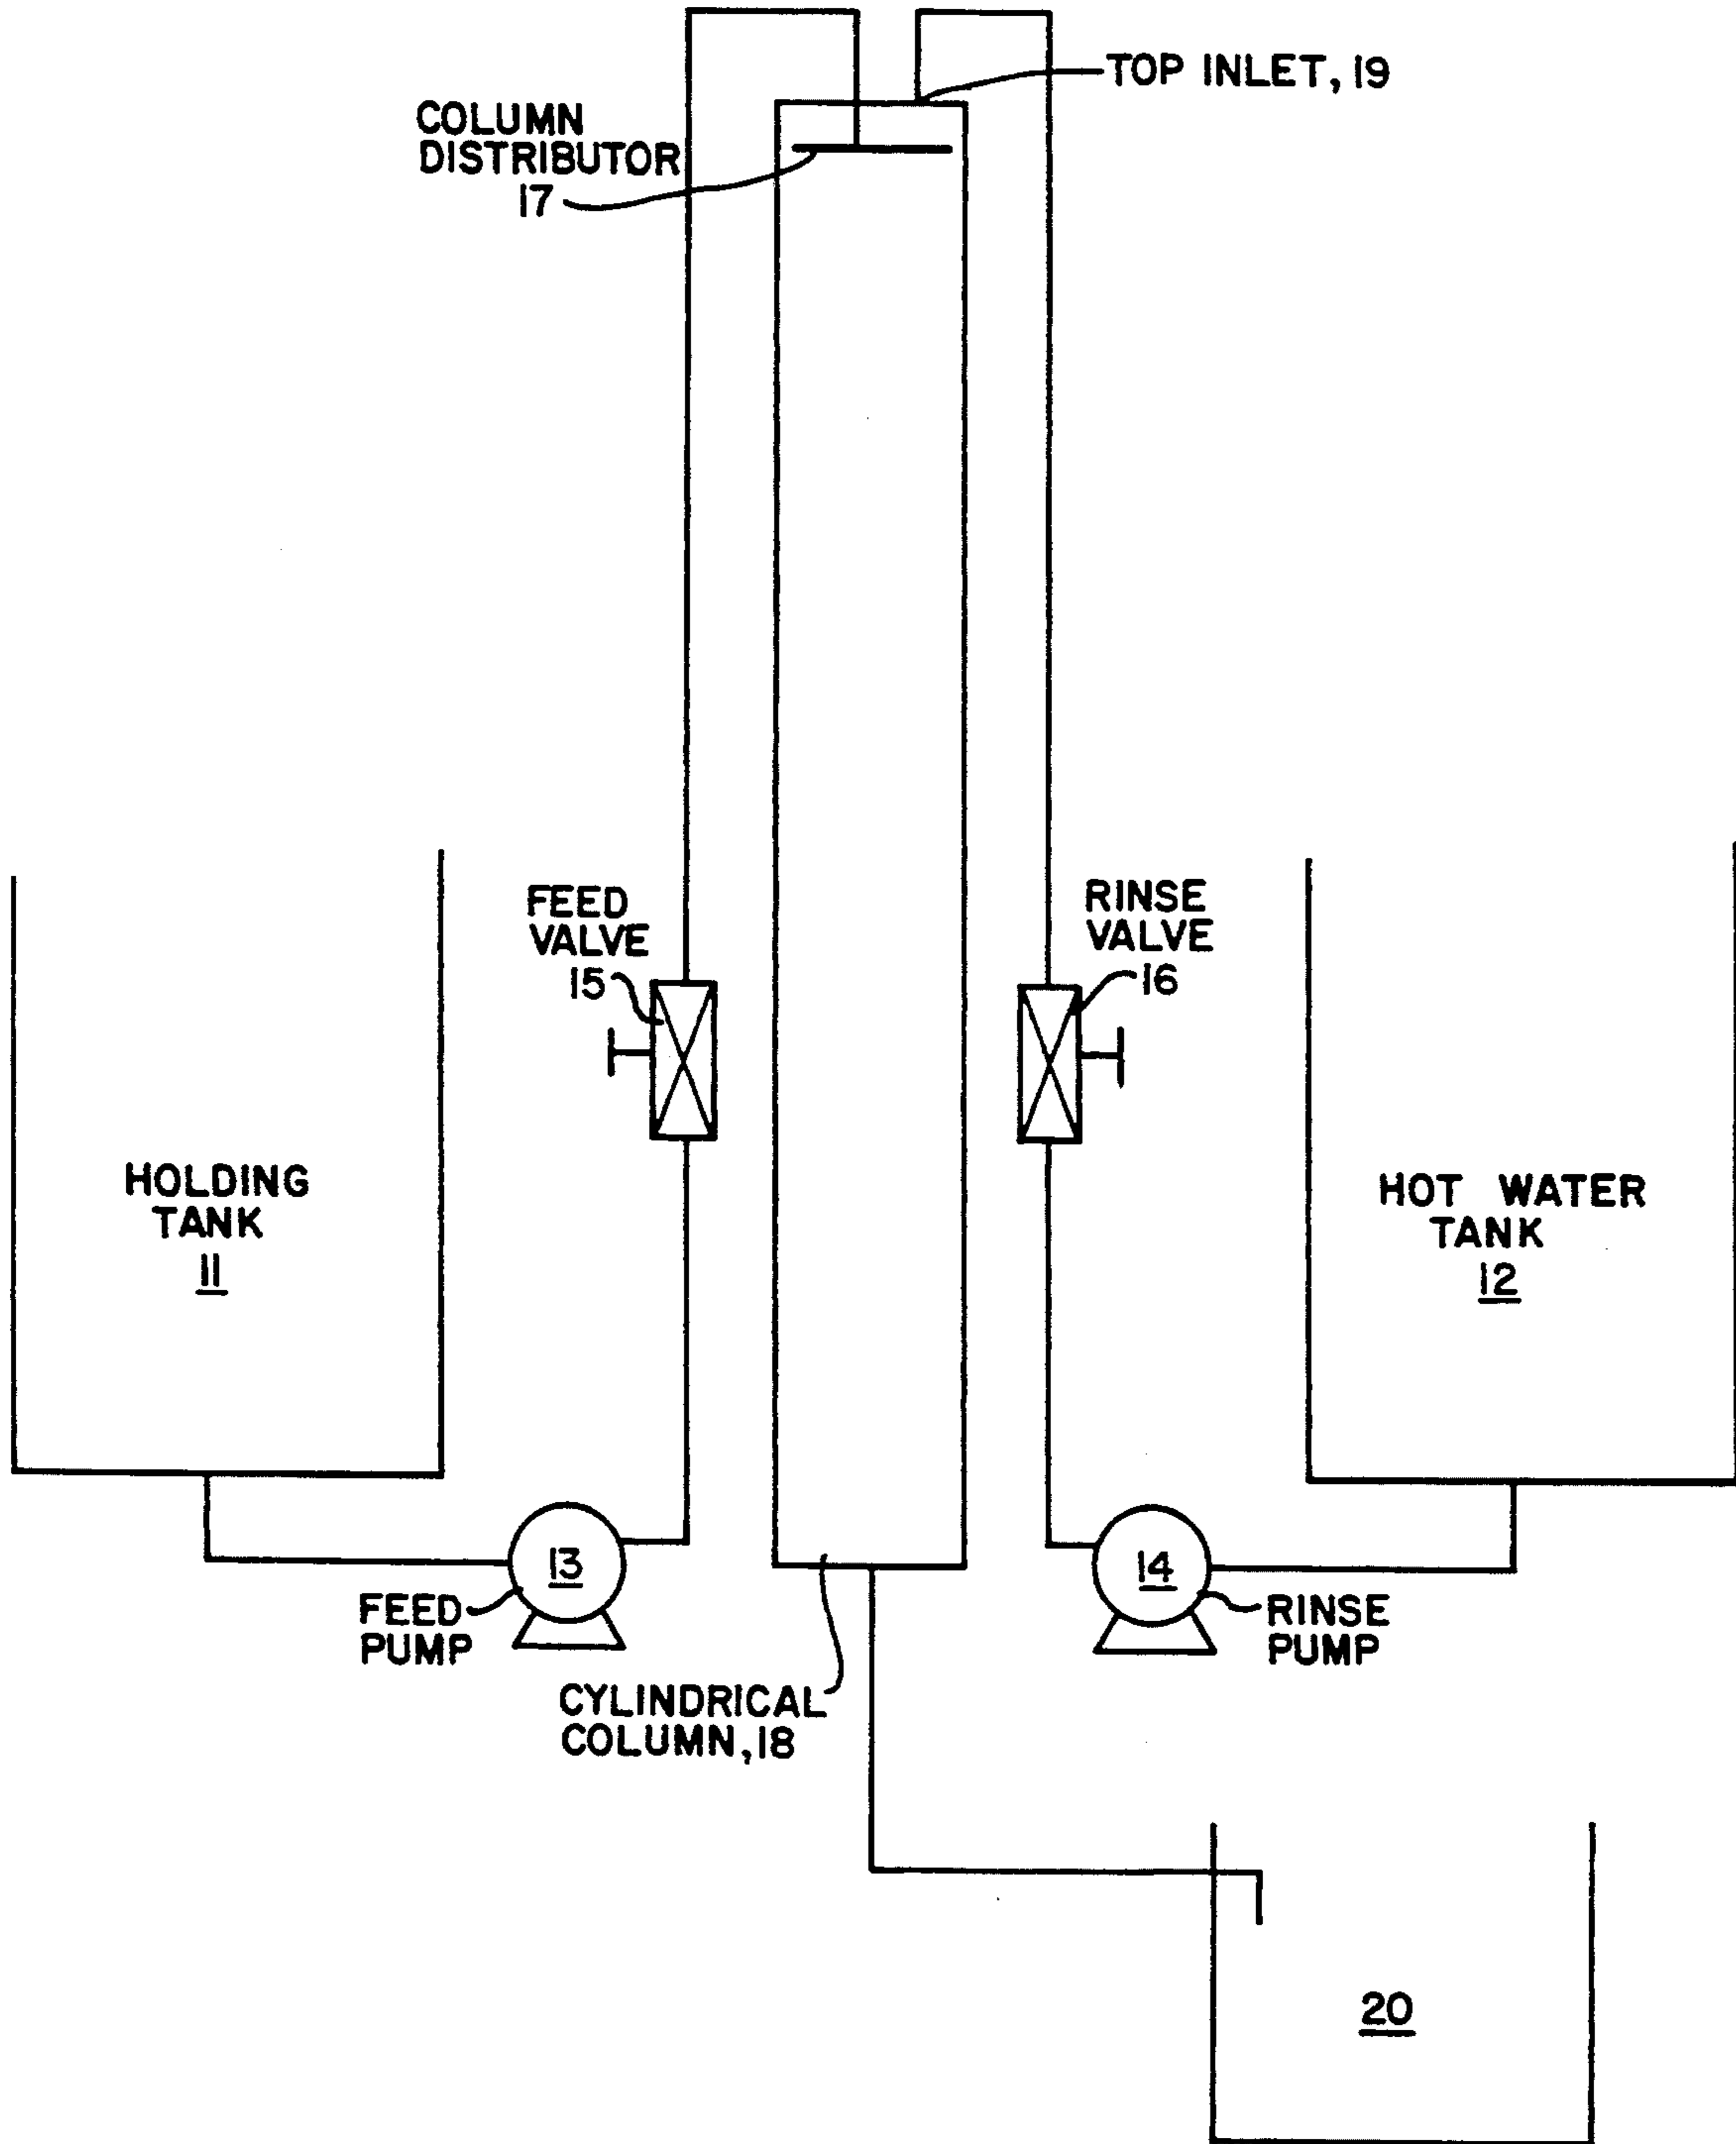 TOP INLET, 19
COLUMN
DISTRIBUTOR
17
FEED
VALVE
15
RINSE
VALVE
16
HOLDING
TANK
11
HOT WATER
TANK
12
13
FEED
PUMP
14
RINSE
PUMP
CYLINDRICAL
COLUMN, 18
20